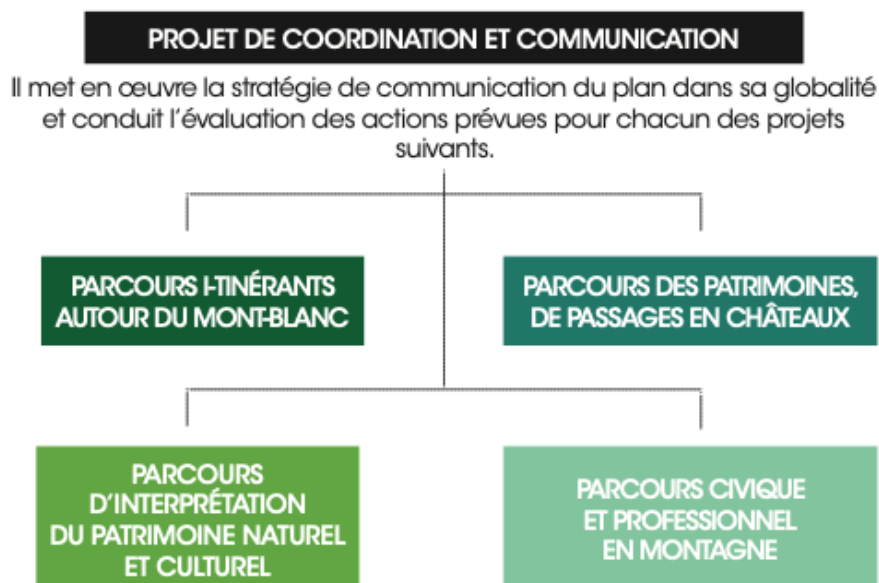 PROJET DE COORDINATION ET COMMUNICATION
Il met en œuvre la stratégie de communication du plan dans sa globalité
et conduit l'évaluation des actions prévues pour chacun des projets
suivants.
PARCOURS I-TINÉRANTS
AUTOUR DU MONT-BLANC
PARCOURS DES PATRIMOINES,
DE PASSAGES EN CHÂTEAUX
PARCOURS
D'INTERPRÉTATION
DU PATRIMOINE NATUREL
ET CULTUREL
PARCOURS CIVIQUE
ET PROFESSIONNEL
EN MONTAGNE